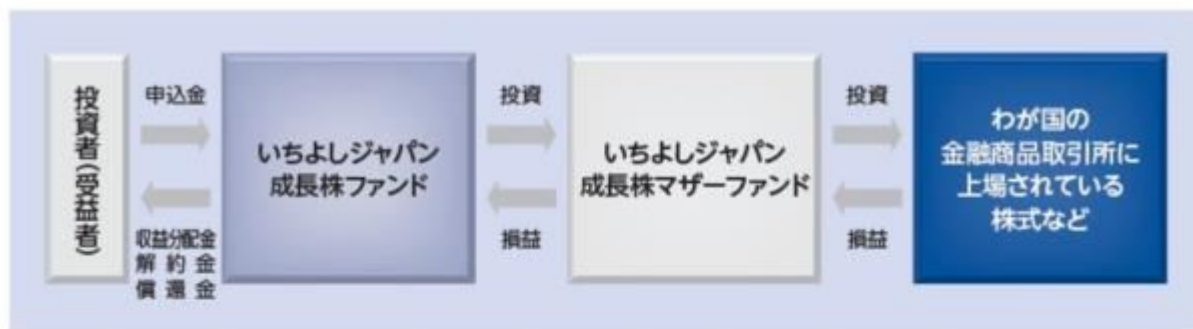 投資者（受益者）
申込金
収益分配金
解約金
償還金
いちよしジャパン
成長株ファンド
投資
損益
いちよしジャパン
成長株マザーファンド
投資
損益
わが国の
金融商品取引所に
上場されている
株式など